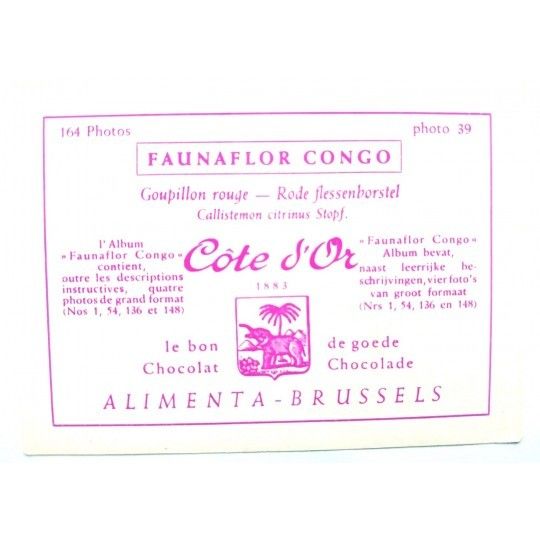 164 Photos
photo 39
FAUNAFLOR CONGO
Goupillon rouge — Rode flessenborstel
Callistemon citrinus Stopf.
l'Album
»Faunaflor Congo«
contient,
outre les descriptions
instructives, quatre
photos de grand format
(Nos 1, 54, 136 et 148)
Côte d'Or
1883
»Faunaflor Congo«
Album bevat,
naast leerrijke be-
schrijvingen, vier foto's
van groot formaat
(Nrs 1, 54, 136 en 148)
le bon
Chocolat
de goede
Chocolade
ALIMENTA - BRUSSELS